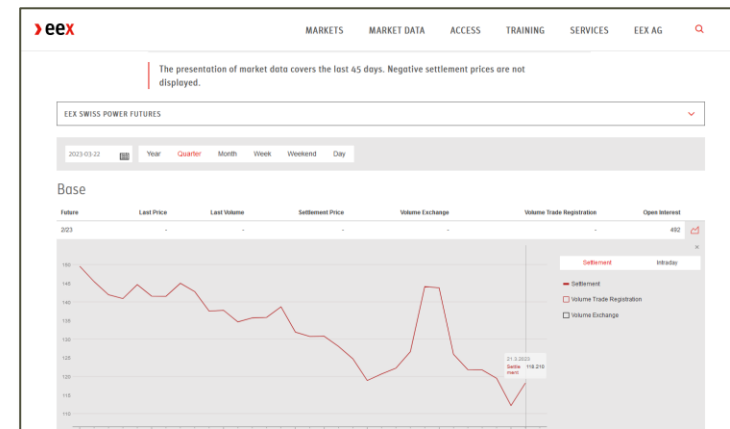 eex
MARKETS MARKET DATA ACCESS TRAINING SERVICES EEX AG
The presentation of market data covers the last 45 days. Negative settlement prices are not
displayed.
EEX SWISS POWER FUTURES
2023-03-22 Year Quarter Month Week Weekend Day
Base
Future Last Price Last Volume Settlement Price Volume Exchange Volume Trade Registration Open Interest
2/23 - - - - - 492
Settlement Intraday
150
Settlement
145
Volume Trade Registration
140
Volume Exchange
135
130
125
21.3.2023
Settle 118.210
ment
120
115
110